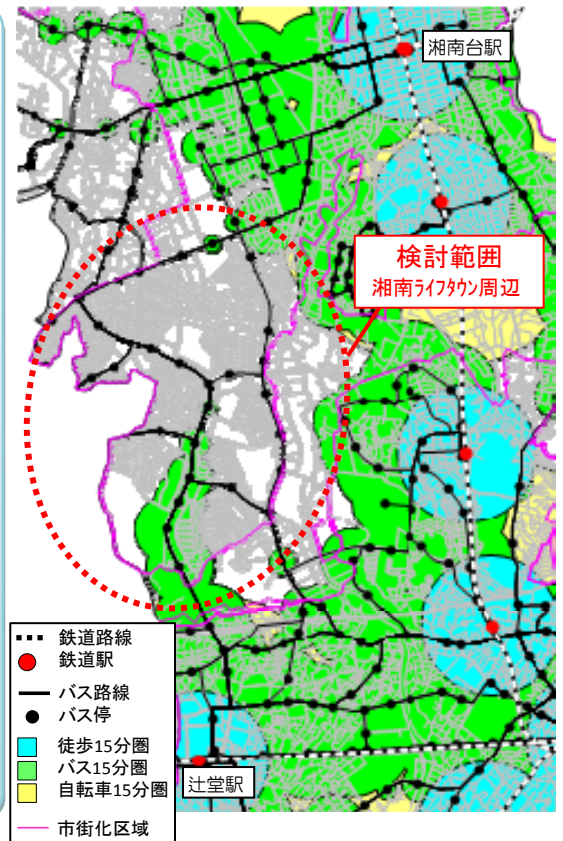 湘南台駅
検討範囲
湘南ﾗｲﾌﾀｳﾝ周辺
鉄道路線
鉄道駅
バス路線
バス停
徒歩15分圏
バス15分圏
自転車15分圏
市街化区域
辻堂駅